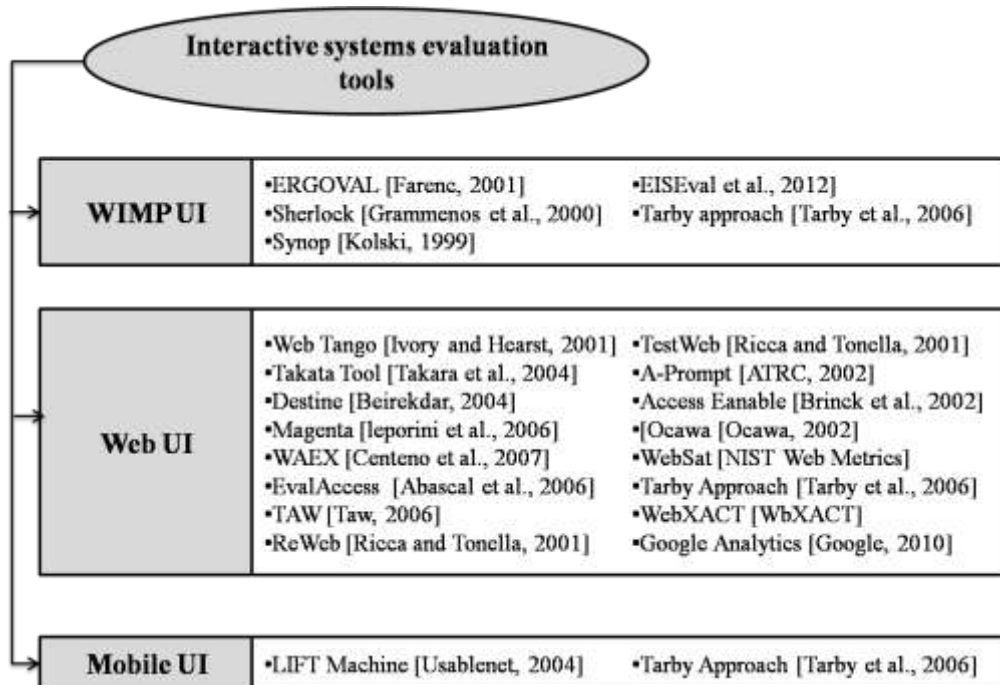 Interactive systems evaluation
tools
WIMP UI
•ERGOVAL [Farenc, 2001]
•Sherlock [Grammenos et al., 2000]
•Synop [Kolski, 1999]
•EISEval et al., 2012]
•Tarby approach [Tarby et al., 2006]
Web UI
•Web Tango [Ivory and Hearst, 2001]
•Takata Tool [Takara et al., 2004]
•Destine [Beirekdar, 2004]
•Magenta [leporini et al., 2006]
•WAEX [Centeno et al., 2007]
•EvalAccess [Abascal et al., 2006]
•TAW [Taw, 2006]
•ReWeb [Ricca and Tonella, 2001]
•TestWeb [Ricca and Tonella, 2001]
•A-Prompt [ATRC, 2002]
•Access Eanable [Brinck et al., 2002]
•[Ocawa [Ocawa, 2002]
•WebSat [NIST Web Metrics]
•Tarby Approach [Tarby et al., 2006]
•WebXACT [WbXACT]
•Google Analytics [Google, 2010]
Mobile UI
•LIFT Machine [Usablenet, 2004]
•Tarby Approach [Tarby et al., 2006]